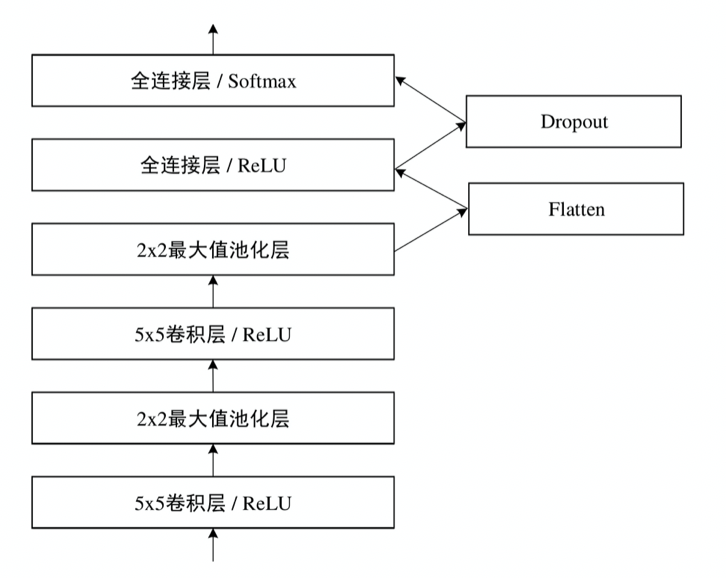 全连接层 / Softmax
Dropout
全连接层 / ReLU
Flatten
2x2最大值池化层
5x5卷积层 / ReLU
2x2最大值池化层
5x5卷积层 / ReLU